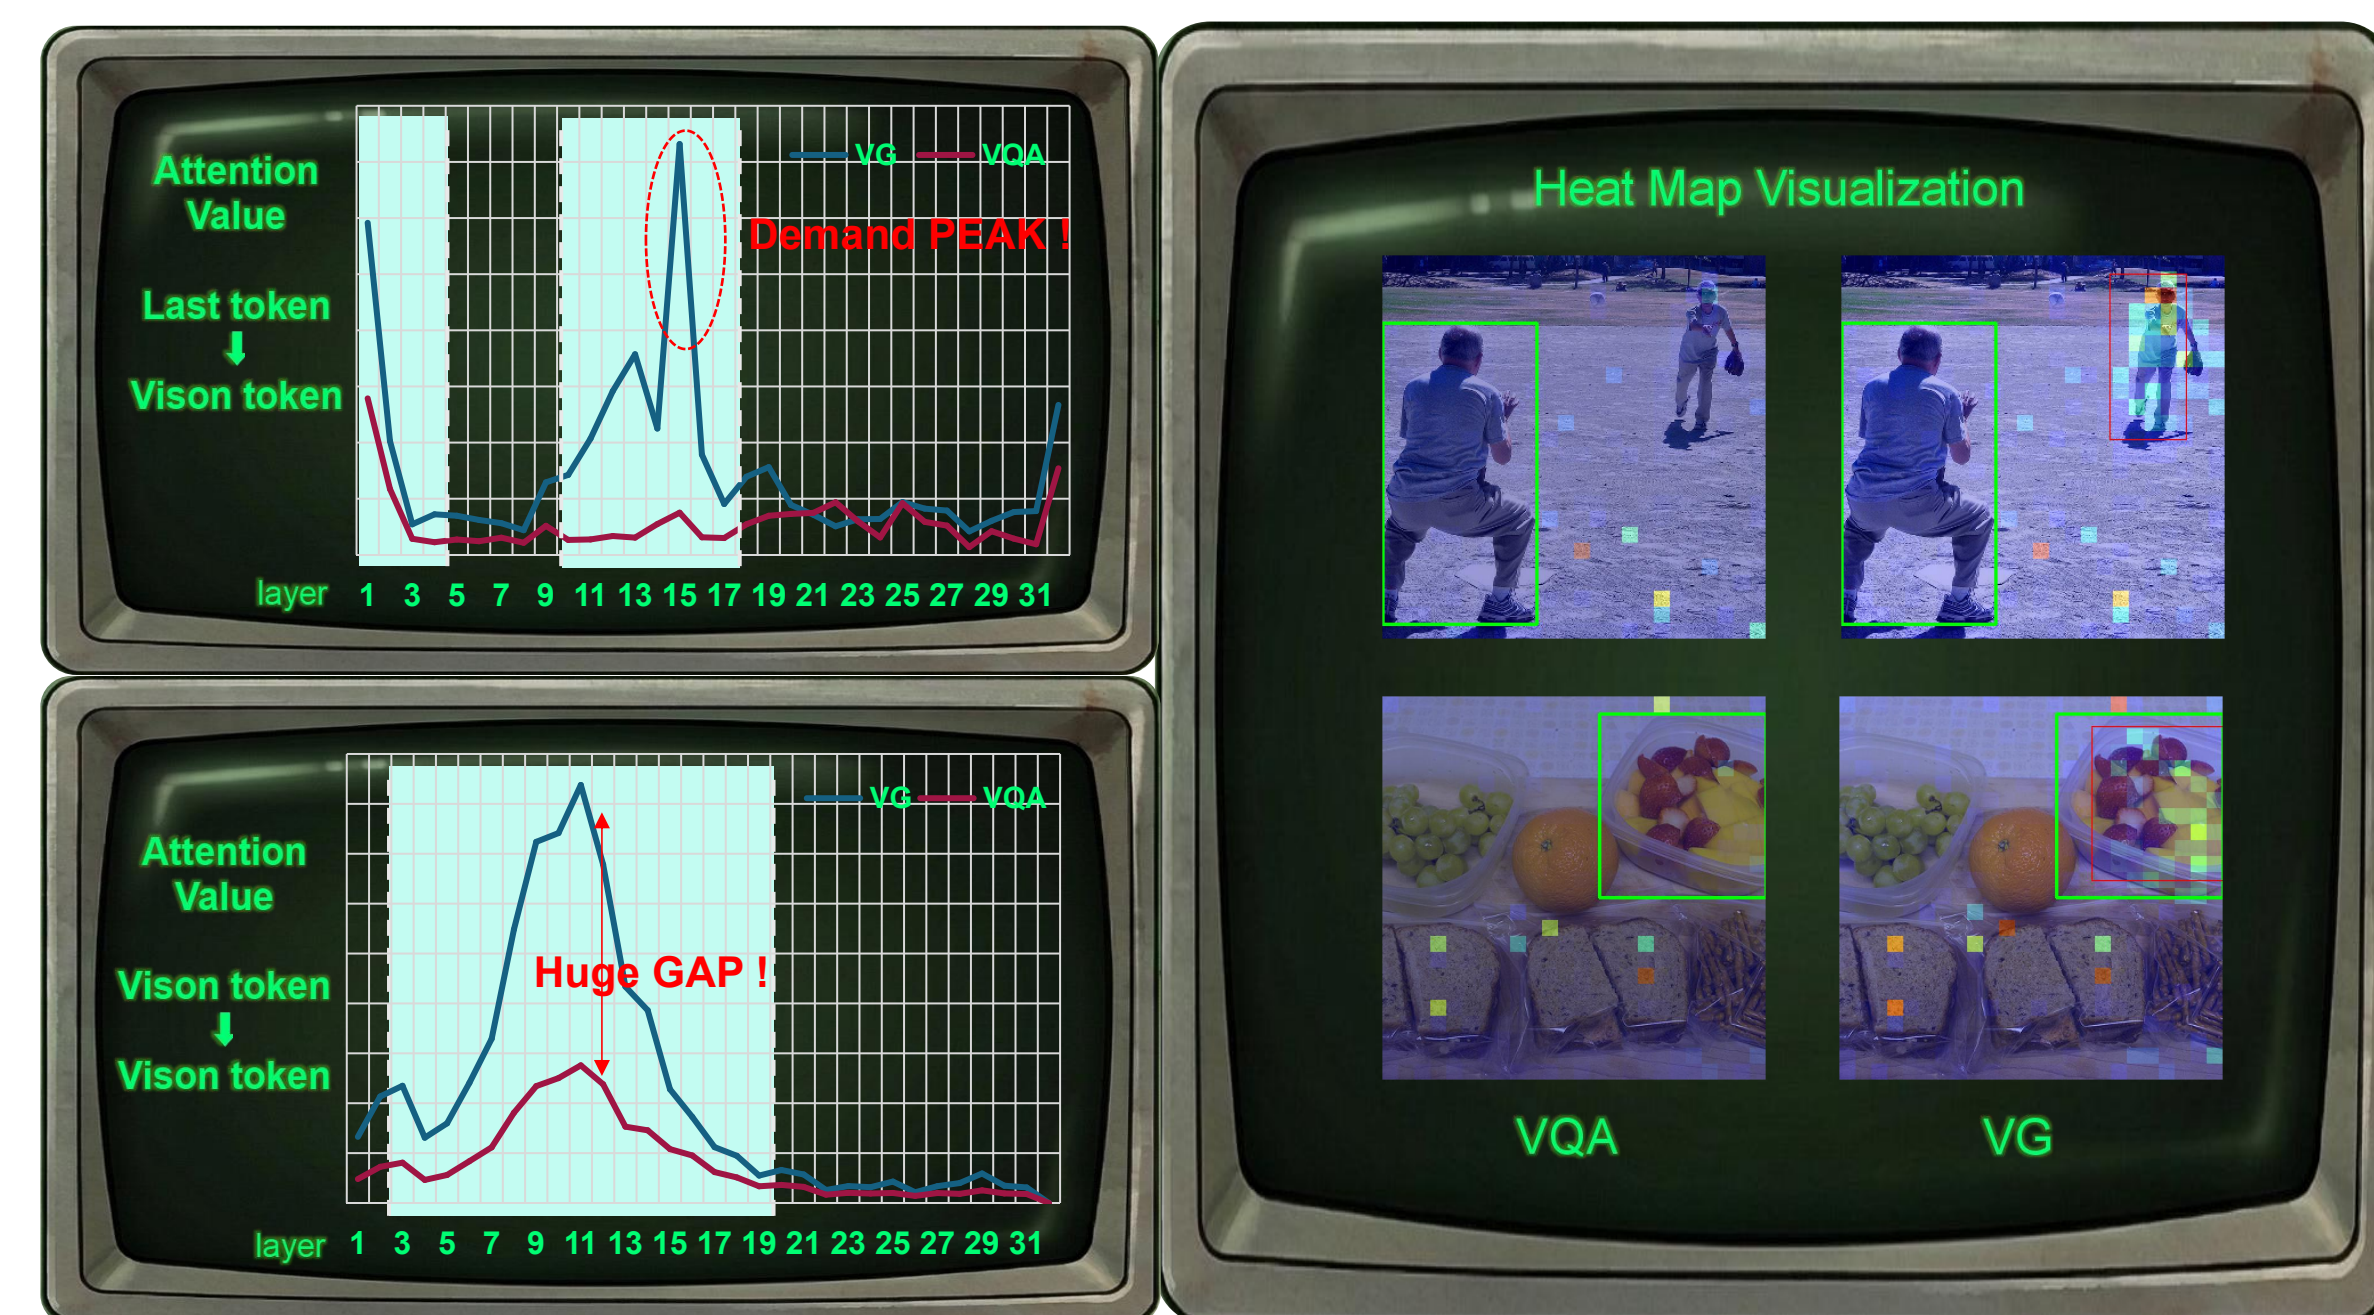 Attention
Value
Last token
⬇
Vison token
VG
VQA
Demand PEAK !
layer
1 3 5 7 9 11 13 15 17 19 21 23 25 27 29 31
Attention
Value
Vison token
⬇
Vison token
VG
VQA
Huge GAP !
layer
1 3 5 7 9 11 13 15 17 19 21 23 25 27 29 31
Heat Map Visualization
VQA
VG